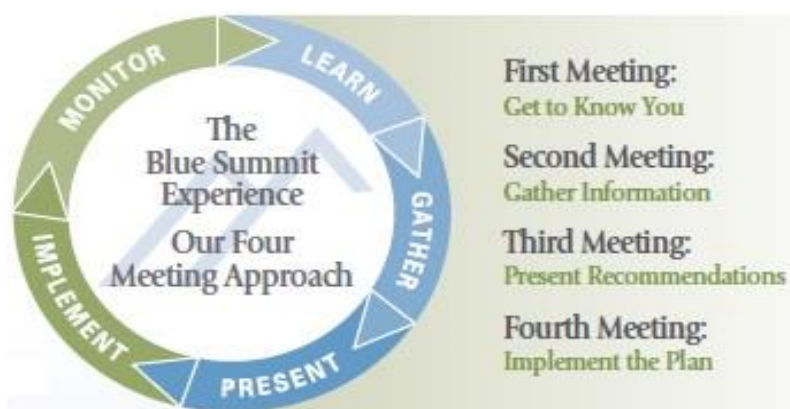 MONITOR
LEARN
GATHER
PRESENT
IMPLEMENT
The
Blue Summit
Experience
Our Four
Meeting Approach
First Meeting:
Get to Know You
Second Meeting:
Gather Information
Third Meeting:
Present Recommendations
Fourth Meeting:
Implement the Plan